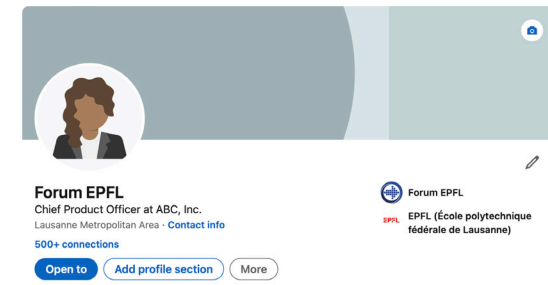 Forum EPFL
Chief Product Officer at ABC, Inc.
Lausanne Metropolitan Area · Contact info
500+ connections
Open to
Add profile section
More
Forum EPFL
EPFL
EPFL (École polytechnique
fédérale de Lausanne)